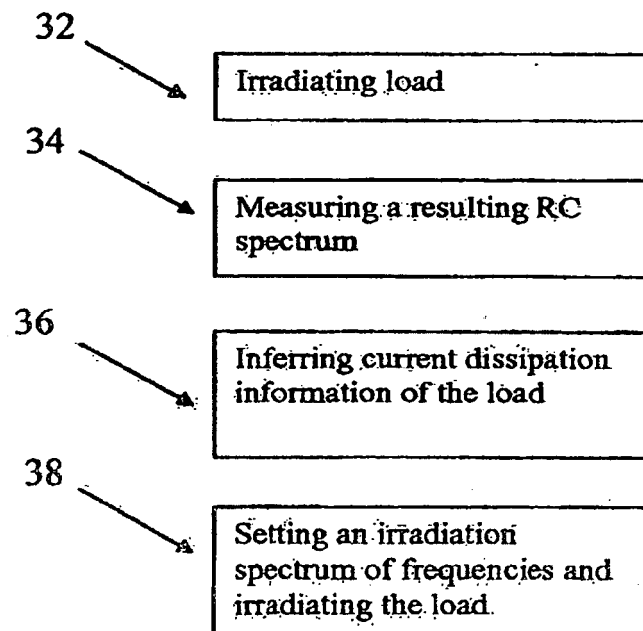 32
Irradiating load
34
Measuring a resulting RC
spectrum
36
Inferring current dissipation
information of the load
38
Setting an irradiation
spectrum of frequencies and
irradiating the load.